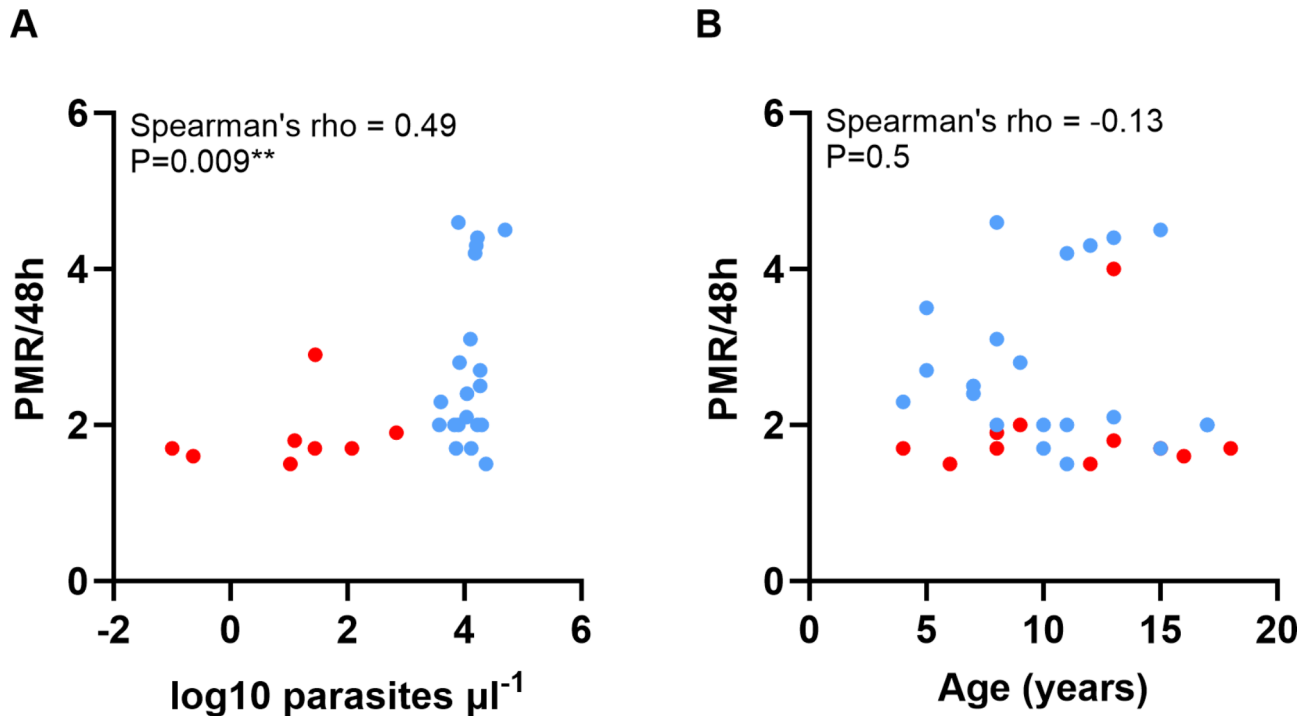 A
Spearman's rho = 0.49
P=0.009**
6
4
2
0
PMR/48h
-2 0 2 4 6
log10 parasites µl⁻¹
B
Spearman's rho = -0.13
P=0.5
6
4
2
0
PMR/48h
0 5 10 15 20
Age (years)